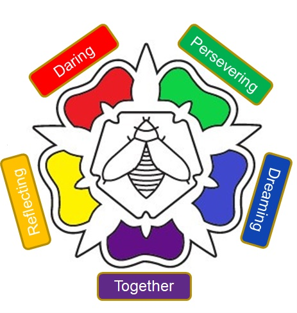 Daring
Persevering
Reflecting
Dreaming
Together